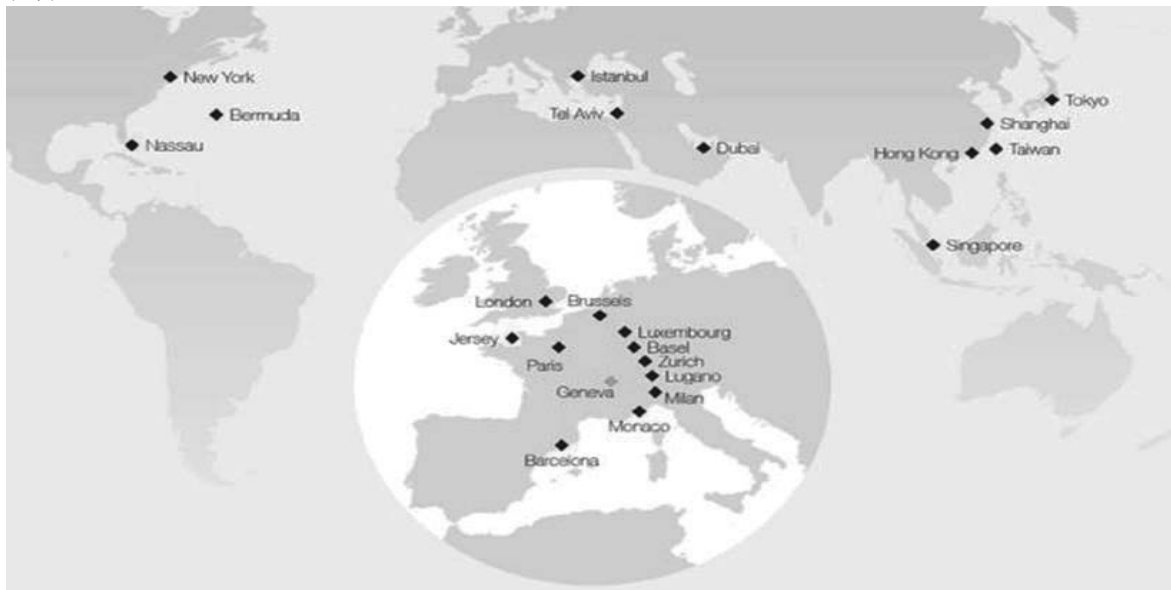 New York
Istanbul
Tokyo
Bermuda
Tel Aviv
Shanghai
Nassau
Dubai
Hong Kong
Taiwan
Singapore
London
Brussels
Luxembourg
Jersey
Basel
Paris
Zurich
Lugano
Geneva
Milan
Monaco
Barcelona